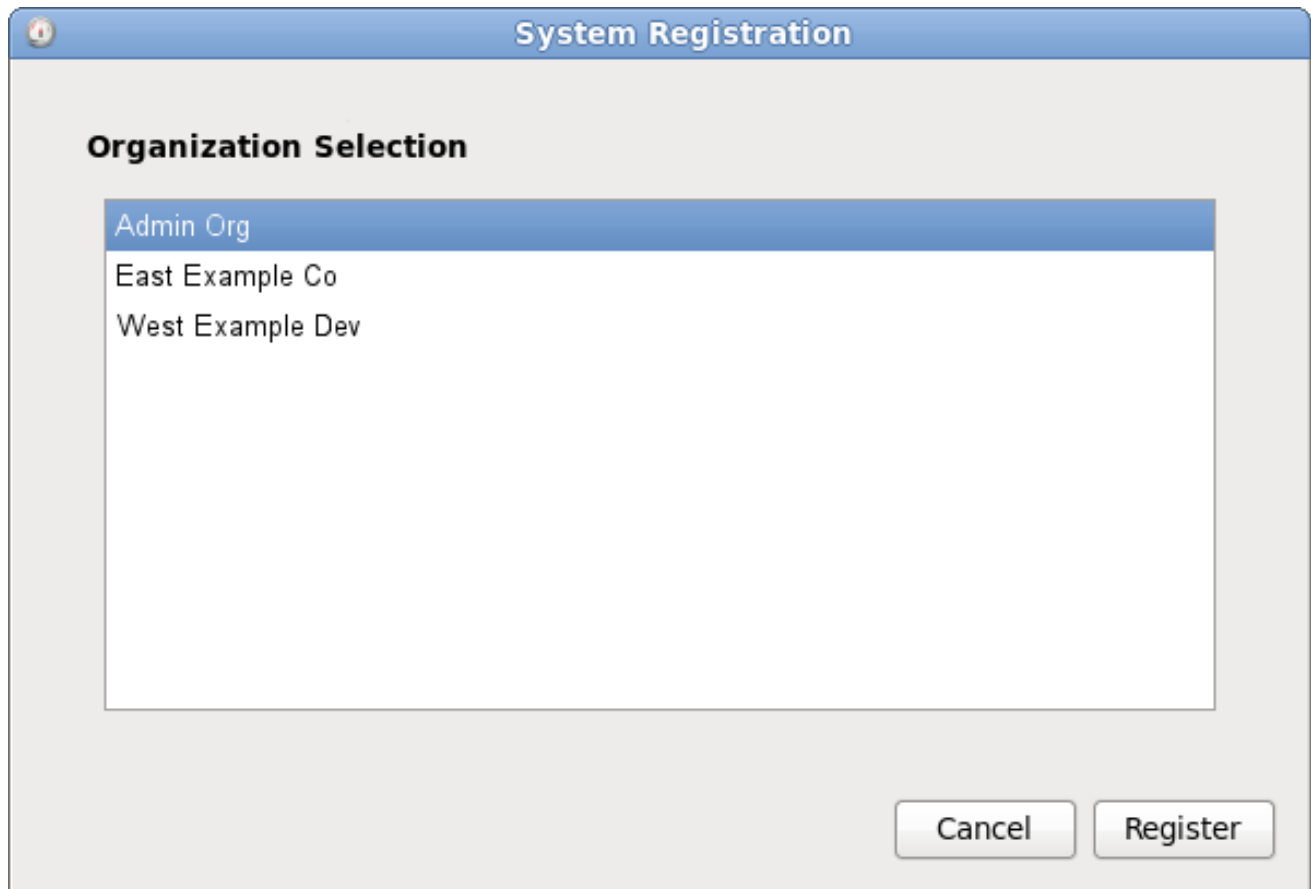 System Registration
Organization Selection
Admin Org
East Example Co
West Example Dev
Cancel Register